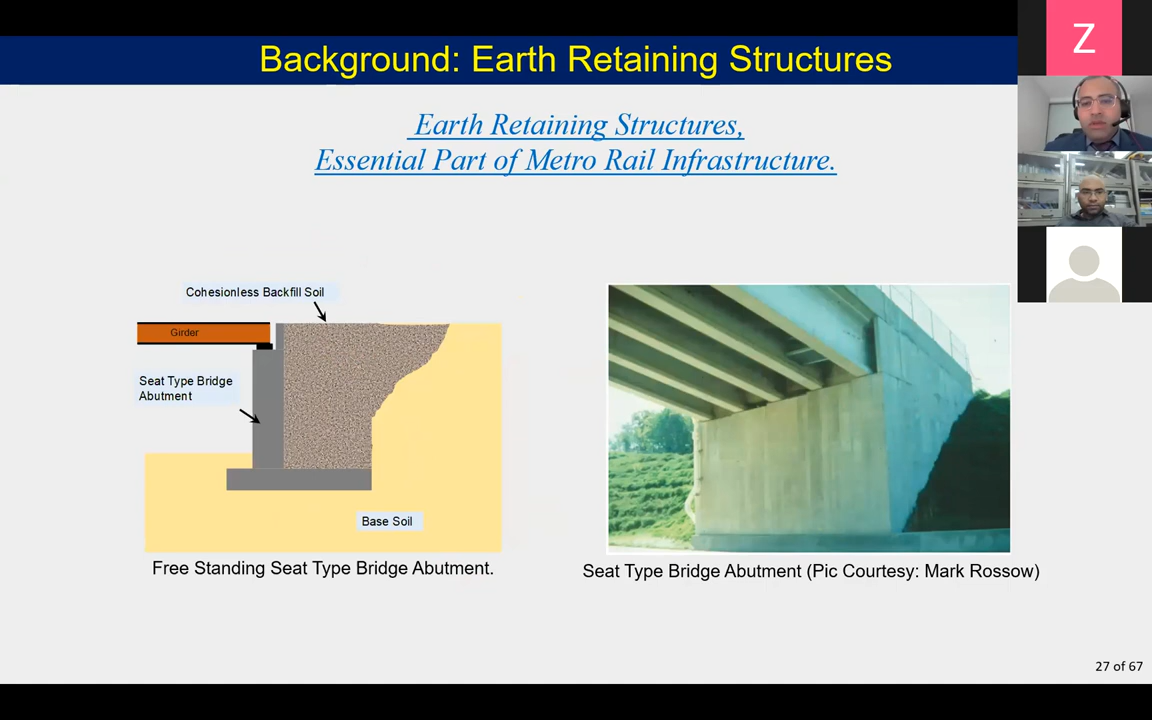 Background: Earth Retaining Structures
Z
Earth Retaining Structures,
Essential Part of Metro Rail Infrastructure.
Cohesionless Backfill Soil
Girder
Seat Type Bridge
Abutment
Base Soil
Free Standing Seat Type Bridge Abutment.
Seat Type Bridge Abutment (Pic Courtesy: Mark Rossow)
27 of 67